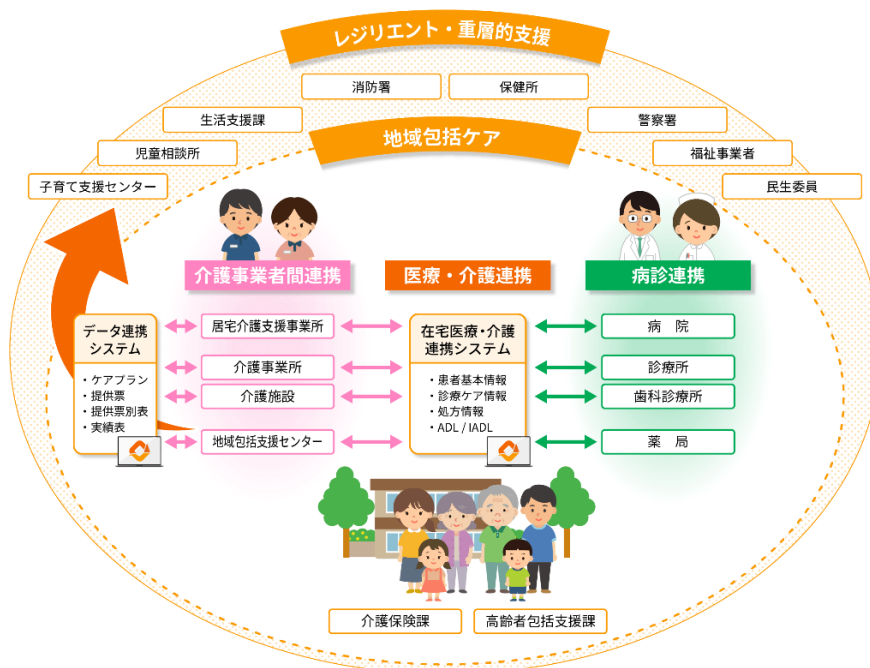 レジリエント・重層的支援
消防署
保健所
生活支援課
警察署
地域包括ケア
児童相談所
福祉事業者
子育て支援センター
民生委員
介護事業者間連携
医療・介護連携
病診連携
データ連携
システム
・ケアプラン
・提供票
・提供票別表
・実績表
居宅介護支援事業所
介護事業所
介護施設
地域包括支援センター
在宅医療・介護
連携システム
・患者基本情報
・診療ケア情報
・処方情報
・ADL / IADL
病　院
診療所
歯科診療所
薬　局
介護保険課
高齢者包括支援課